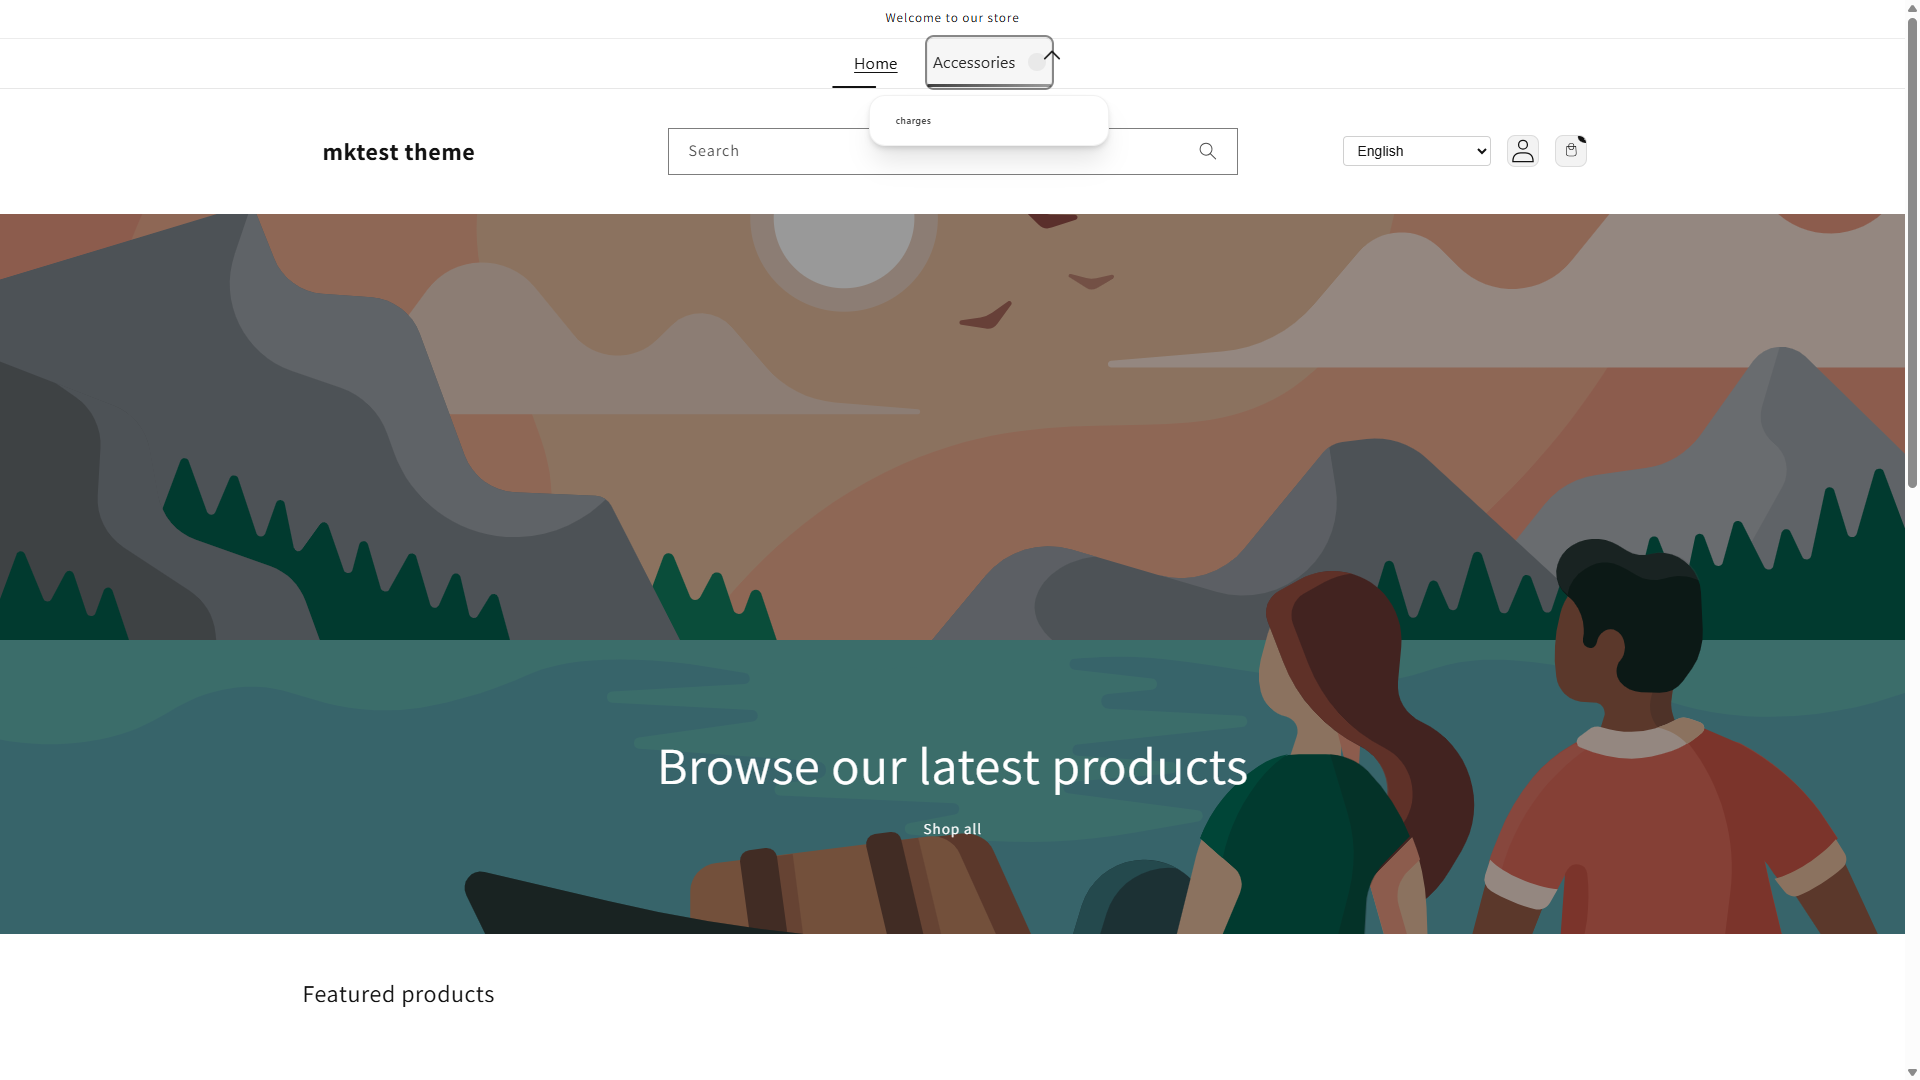 Welcome to our store
Home
Accessories
charges
mktest theme
Search
English
Browse our latest products
Shop all
Featured products